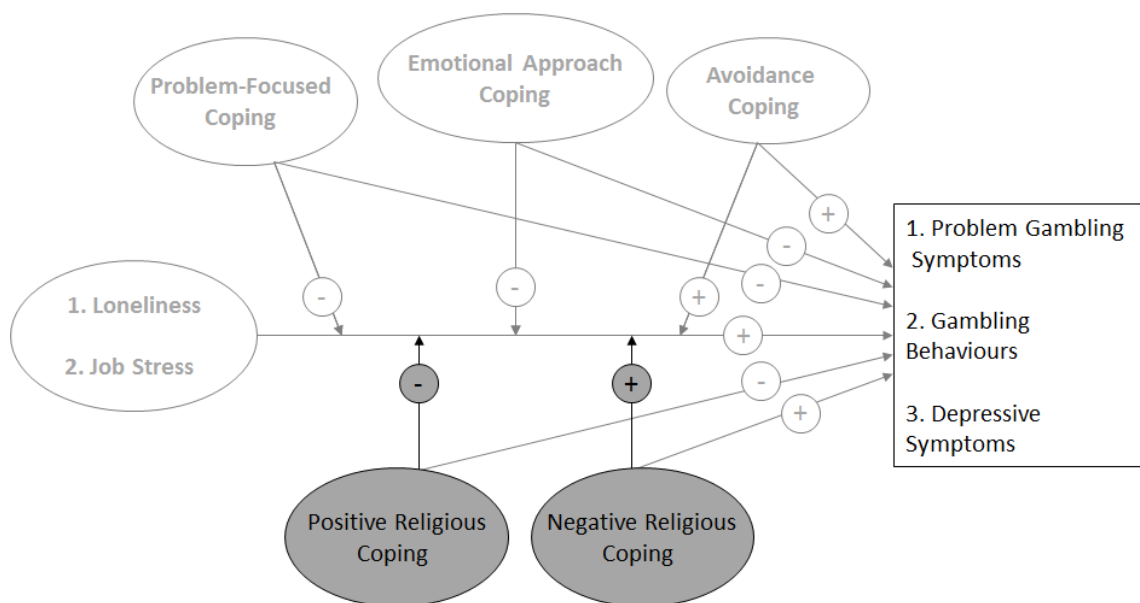 Problem-Focused
Coping
Emotional Approach
Coping
Avoidance
Coping
+
-
-
-
-
+
1. Loneliness
2. Job Stress
+
1. Problem Gambling
Symptoms
2. Gambling
Behaviours
3. Depressive
Symptoms
-
+
-
+
Positive Religious
Coping
Negative Religious
Coping